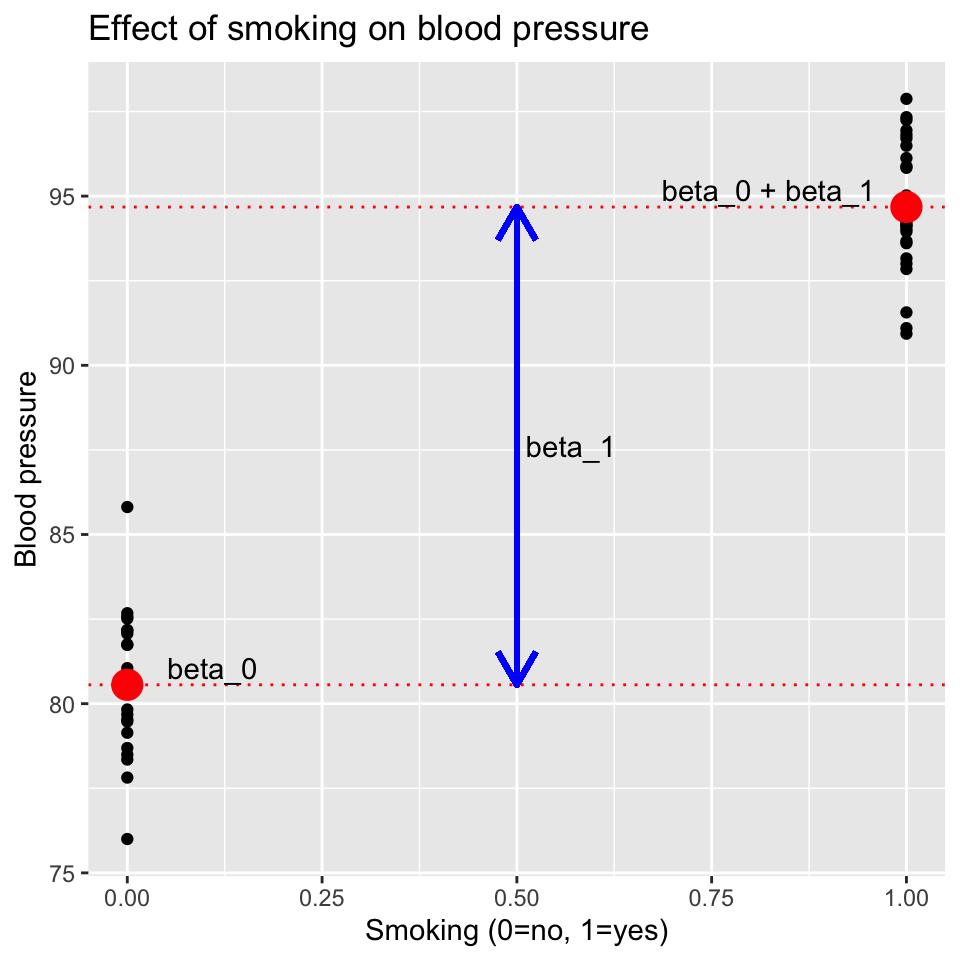 Effect of smoking on blood pressure
Blood pressure
95
90
85
80
75
beta_0 + beta_1
beta_1
beta_0
0.00
0.25
0.50
0.75
1.00
Smoking (0=no, 1=yes)